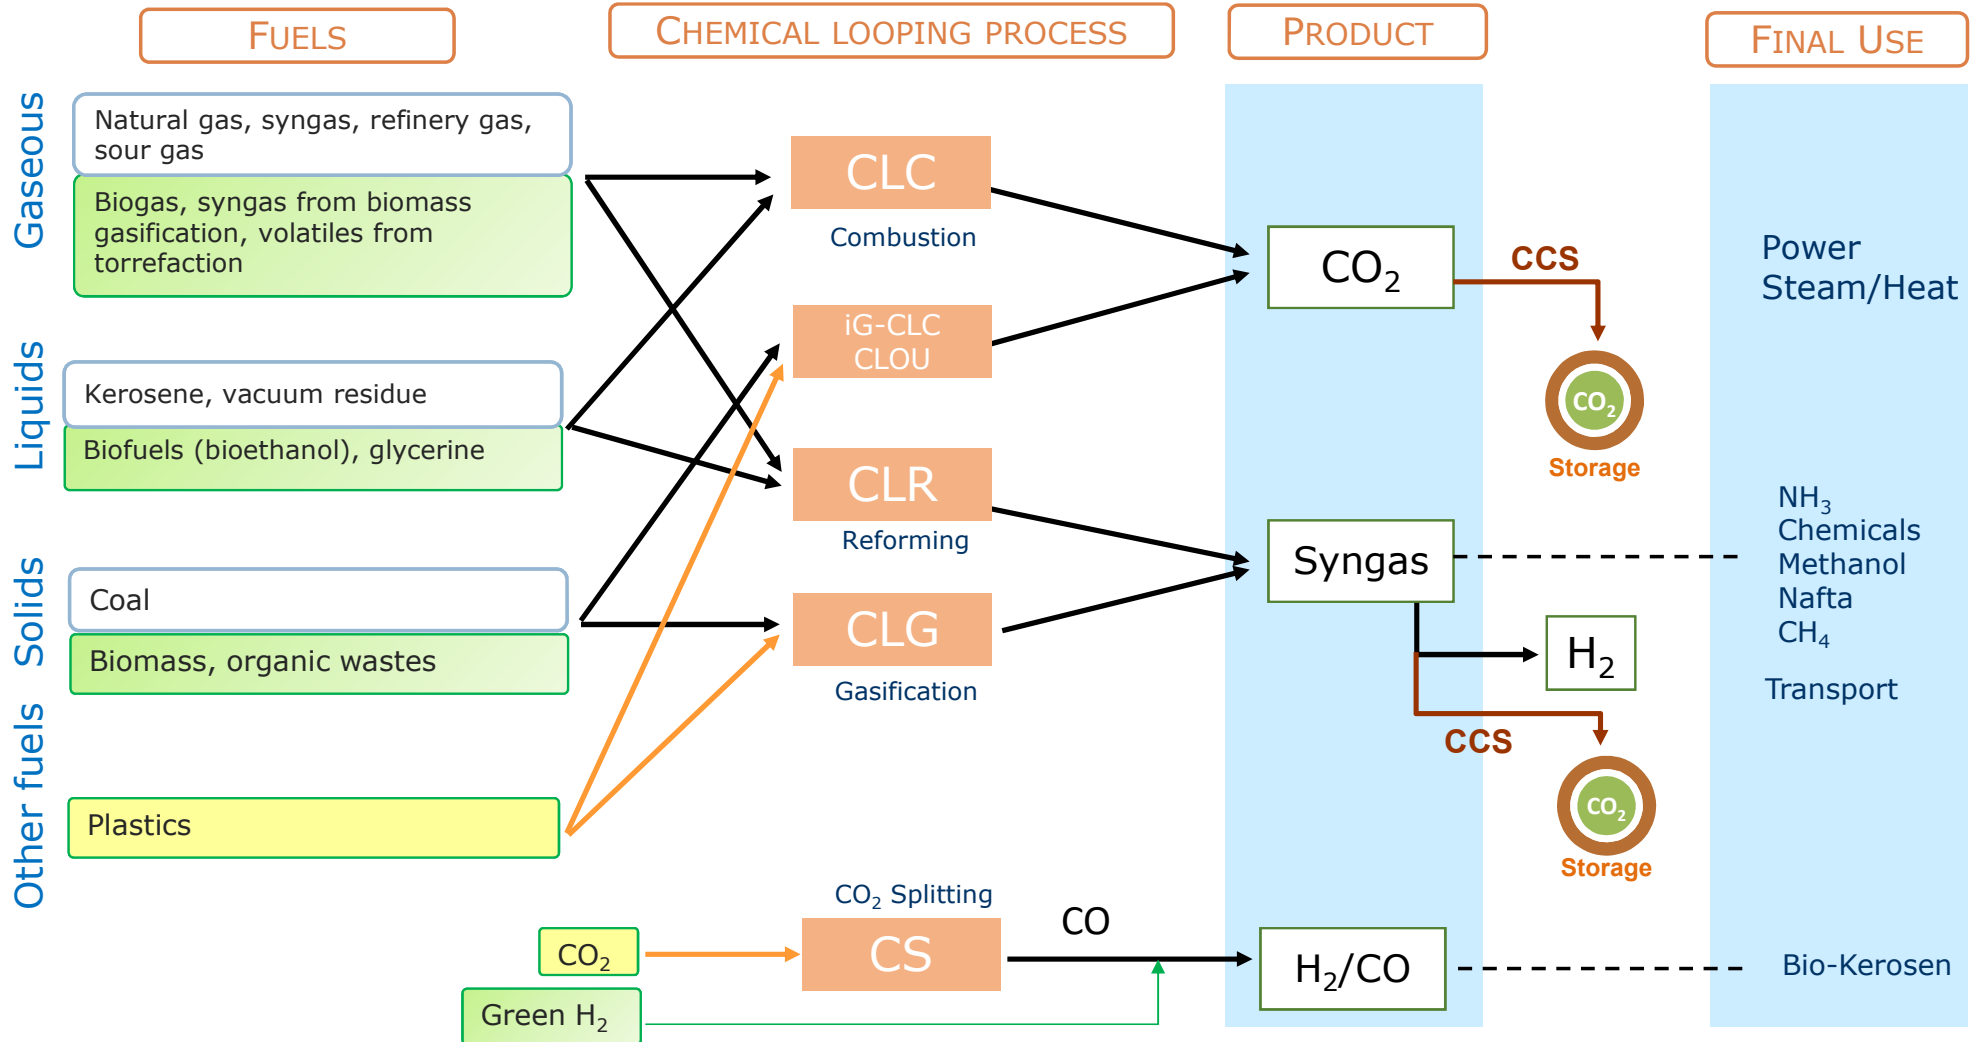 FUELS
CHEMICAL LOOPING PROCESS
PRODUCT
FINAL USE
Gaseous
Natural gas, syngas, refinery gas,
sour gas
Biogas, syngas from biomass
gasification, volatiles from
torrefaction
Liquids
Kerosene, vacuum residue
Biofuels (bioethanol), glycerine
Solids
Coal
Biomass, organic wastes
Other fuels
Plastics
CO₂
Green H₂
CLC
Combustion
iG-CLC
CLOU
CLR
Reforming
CLG
Gasification
CO₂ Splitting
CS
CO
CO₂
CCS
CO₂
Storage
Syngas
H₂
CCS
CO₂
Storage
H₂/CO
Power
Steam/Heat
NH₃
Chemicals
Methanol
Nafta
CH₄
Transport
Bio-Kerosen